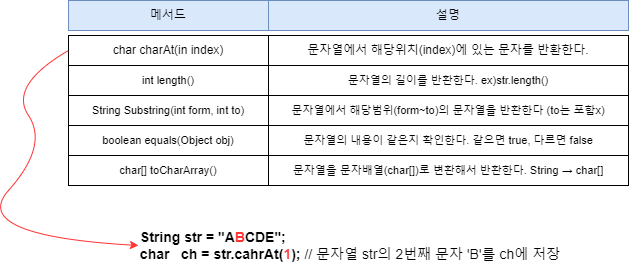 메서드 설명
char charAt(in index) 문자열에서 해당위치(index)에 있는 문자를 반환한다.
int length() 문자열의 길이를 반환한다. ex)str.length()
String Substring(int form, int to) 문자열에서 해당범위(form~to)의 문자열을 반환한다 (to는 포함x)
boolean equals(Object obj) 문자열의 내용이 같은지 확인한다. 같으면 true, 다르면 false
char[] toCharArray() 문자열을 문자배열(char[])로 변환해서 반환한다. String → char[]
String str = "ABCDE";
char ch = str.cahrAt(1); // 문자열 str의 2번째 문자 'B'를 ch에 저장